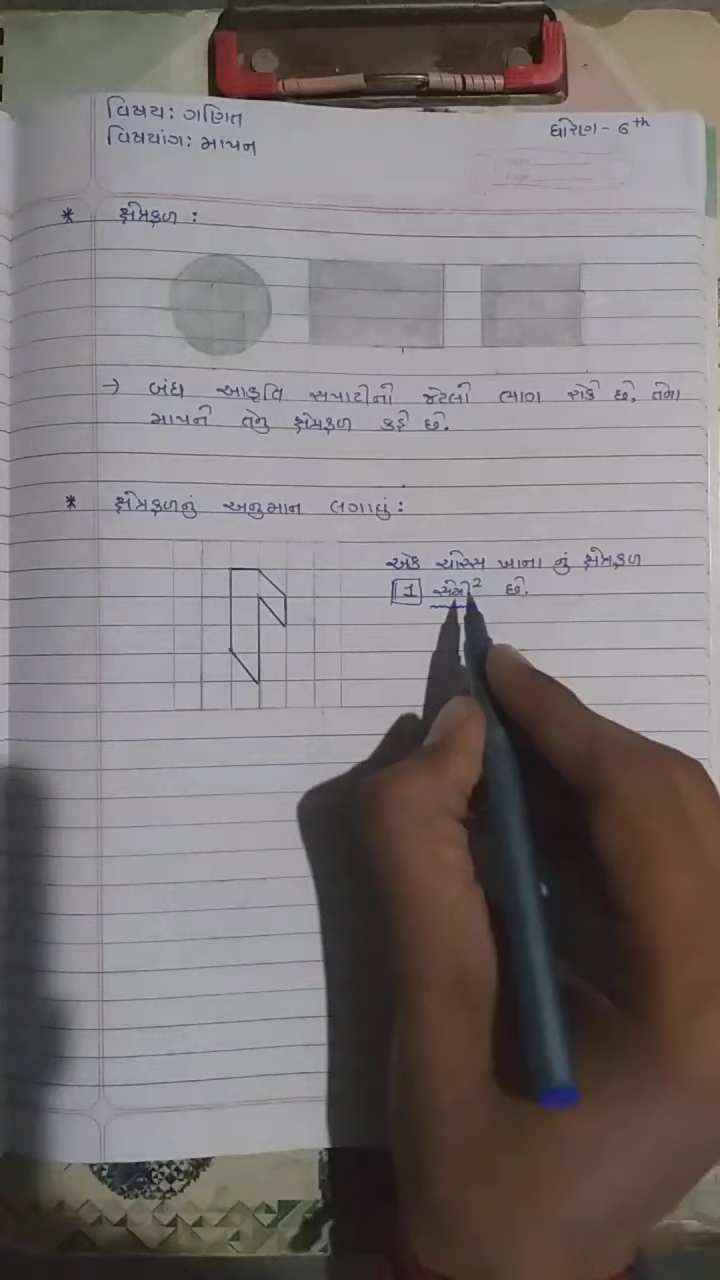 વિષય: ગણિત
વિષયાંગ: માપન
ધોરણ - 6th
* ક્ષેત્રફળ :
→ બંધ આકૃતિ સપાટીનો જેટલો ભાગ રોકે છે, તેના
માપને તેનુ ક્ષેત્રફળ કહે છે.
* ક્ષેત્રફળનું અનુમાન લગાવું :
એક ચોરસ ખાના નું ક્ષેત્રફળ
1 સેમી² છે.